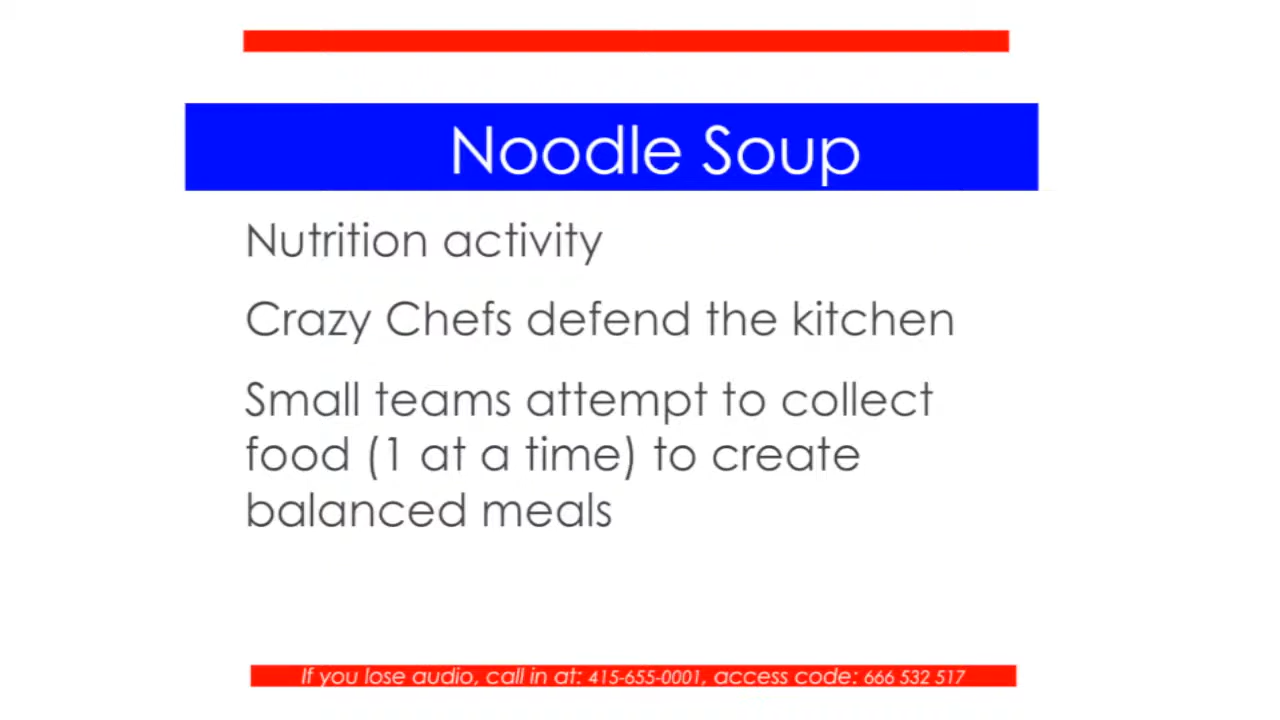 Noodle Soup
Nutrition activity
Crazy Chefs defend the kitchen
Small teams attempt to collect
food (1 at a time) to create
balanced meals
If you lose audio, call in at: 415-655-0001, access code: 666 532 517